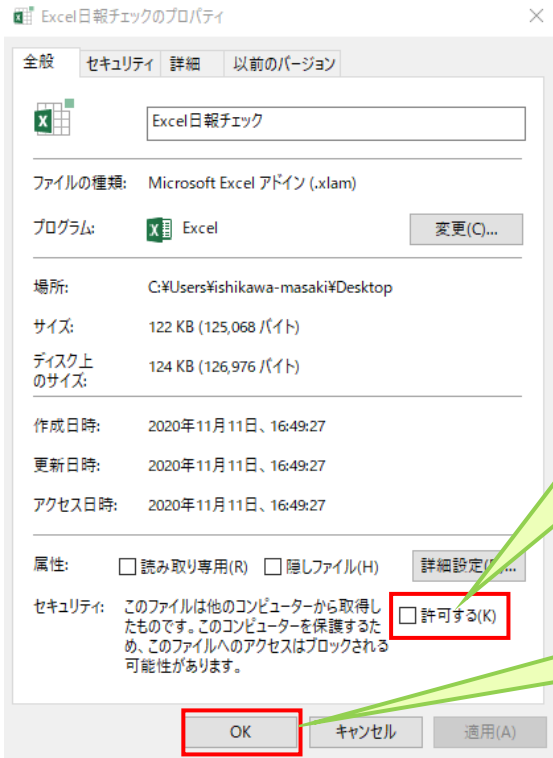 Excel日報チェックのプロパティ
全般 セキュリティ 詳細 以前のバージョン
Excel日報チェック
ファイルの種類: Microsoft Excel アドイン (.xlam)
プログラム: Excel 変更(C)...
場所: C:¥Users¥ishikawa-masaki¥Desktop
サイズ: 122 KB (125,068 バイト)
ディスク上
のサイズ: 124 KB (126,976 バイト)
作成日時: 2020年11月11日、16:49:27
更新日時: 2020年11月11日、16:49:27
アクセス日時: 2020年11月11日、16:49:27
属性: 読み取り専用(R) 隠しファイル(H) 詳細設定(
セキュリティ: このファイルは他のコンピューターから取得し
たものです。このコンピューターを保護するた
め、このファイルへのアクセスはブロックされる
可能性があります。
許可する(K)
OK キャンセル 適用(A)